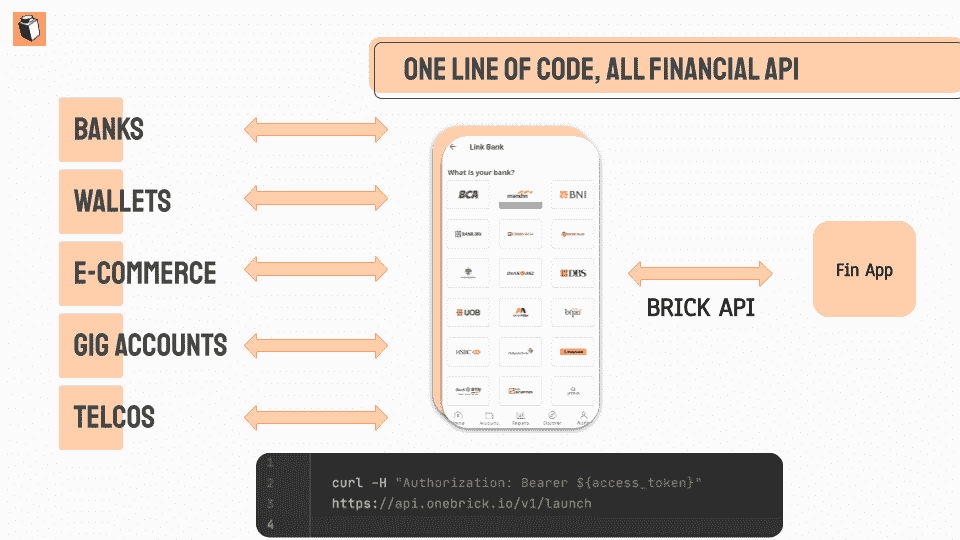 ONE LINE OF CODE, ALL FINANCIAL API
BANKS
WALLETS
E-COMMERCE
GIG ACCOUNTS
TELCOS
Link Bank
What is your bank?
BCA
mandiri
BNI
DBS
UOB
HSBC
Reports
Discover
BRICK API
Fin App
1
2 curl -H "Authorization: Bearer ${access_token}"
3 https://api.onebrick.io/v1/launch
4